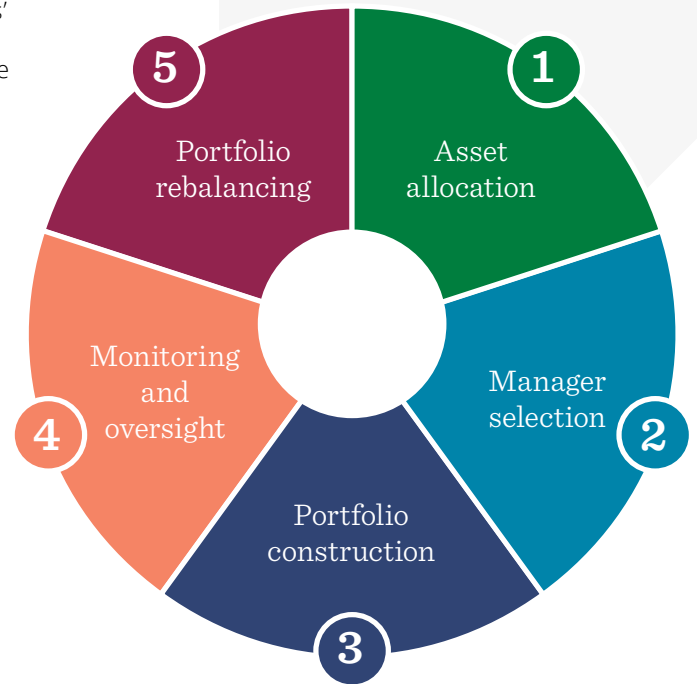 e
1
Asset
allocation
2
Manager
selection
3
Portfolio
construction
4
Monitoring
and
oversight
5
Portfolio
rebalancing